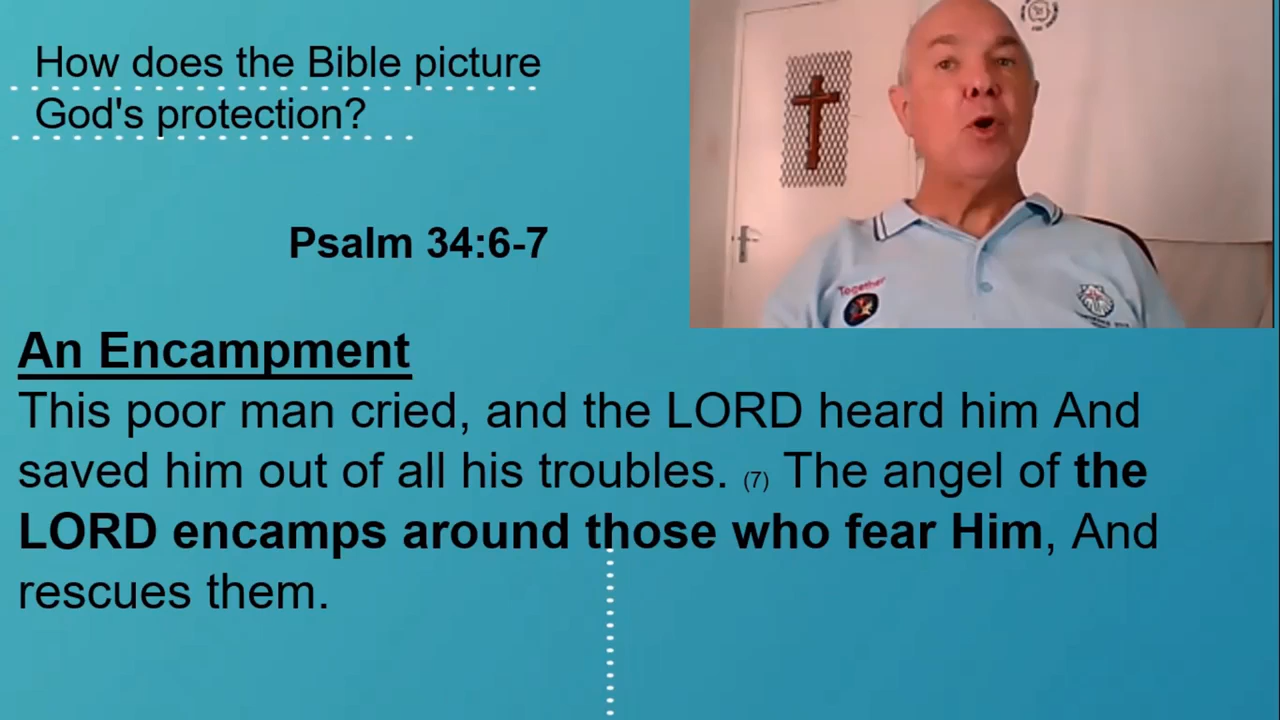 How does the Bible picture
God's protection?
Psalm 34:6-7
Together
An Encampment
This poor man cried, and the LORD heard him And
saved him out of all his troubles. (7) The angel of the
LORD encamps around those who fear Him, And
rescues them.